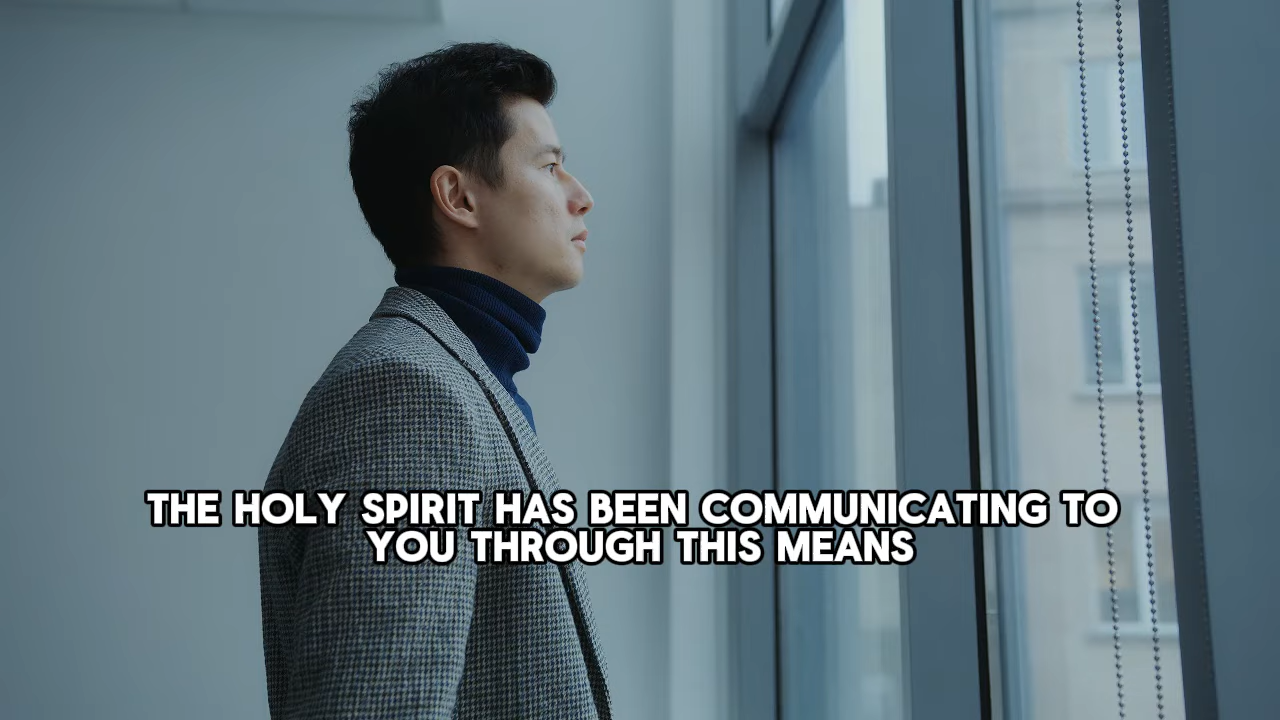 THE HOLY SPIRIT HAS BEEN COMMUNICATING TO
YOU THROUGH THIS MEANS